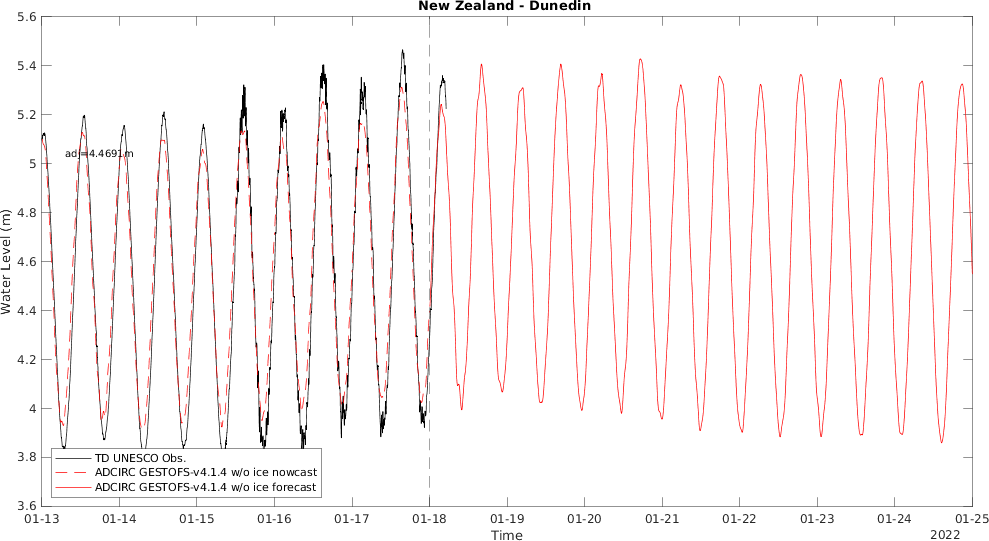 New Zealand - Dunedin
Water Level (m)
5.6
5.4
5.2
5
4.8
4.6
4.4
4.2
4
3.8
3.6
adj=4.4691m
TD UNESCO Obs.
ADCIRC GESTOFS-v4.1.4 w/o ice nowcast
ADCIRC GESTOFS-v4.1.4 w/o ice forecast
01-13 01-14 01-15 01-16 01-17 01-18 01-19 01-20 01-21 01-22 01-23 01-24 01-25
Time
2022